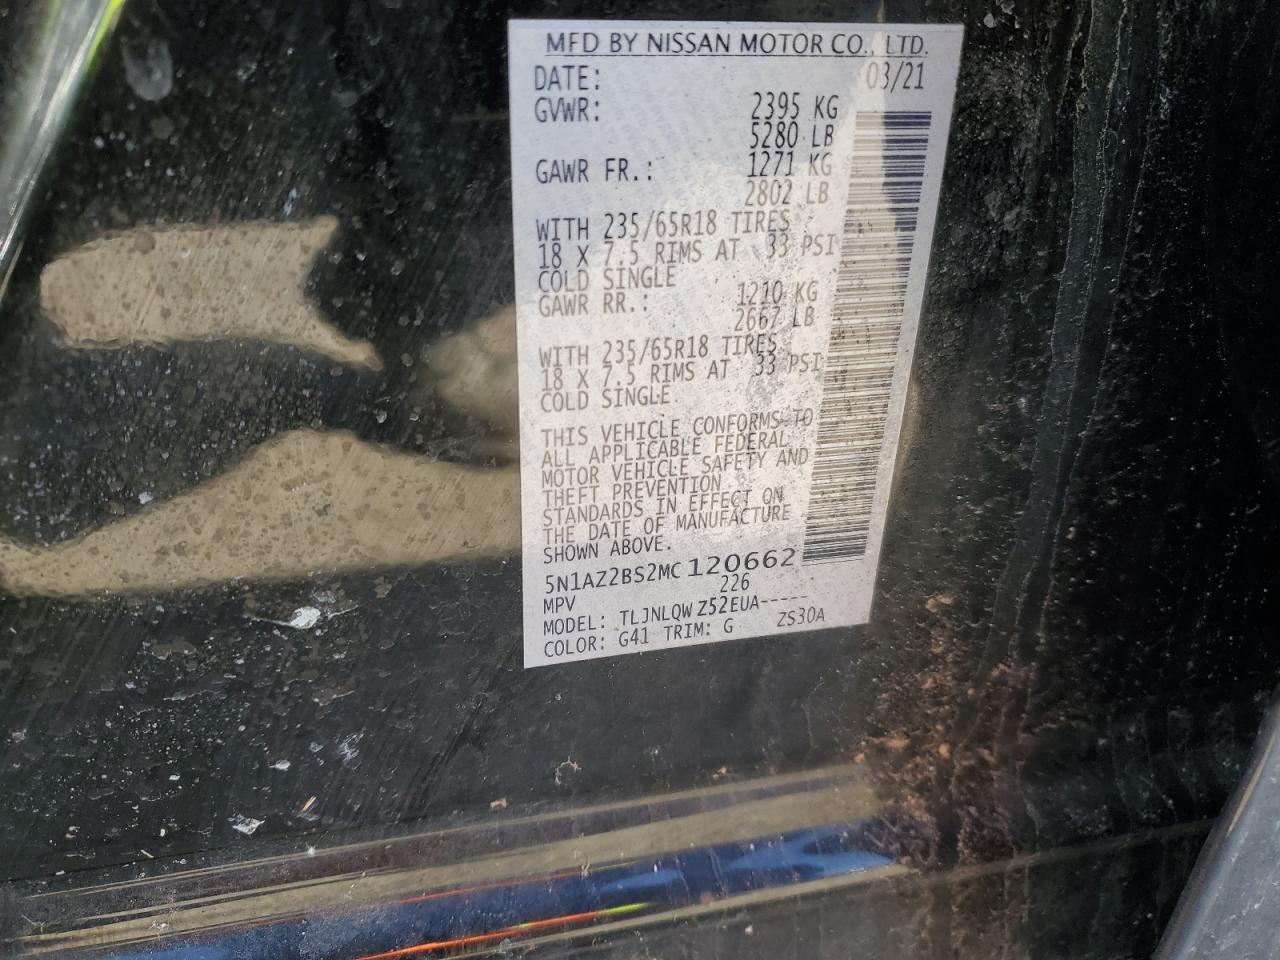 MFD BY NISSAN MOTOR CO., LTD.
DATE: 03/21
GVWR: 2395 KG
5280 LB
GAWR FR.: 1271 KG
2802 LB
WITH 235/65R18 TIRES
18 X 7.5 RIMS AT 33 PSI
COLD SINGLE
GAWR RR.: 1210 KG
2667 LB
WITH 235/65R18 TIRES
18 X 7.5 RIMS AT 33 PSI
COLD SINGLE
THIS VEHICLE CONFORMS TO
ALL APPLICABLE FEDERAL
MOTOR VEHICLE SAFETY AND
THEFT PREVENTION
STANDARDS IN EFFECT ON
THE DATE OF MANUFACTURE
SHOWN ABOVE.
5N1AZ2BS2MC120662
MPV 226
MODEL: TLJNLQWZ52EUA-----
COLOR: G41 TRIM: G ZS30A